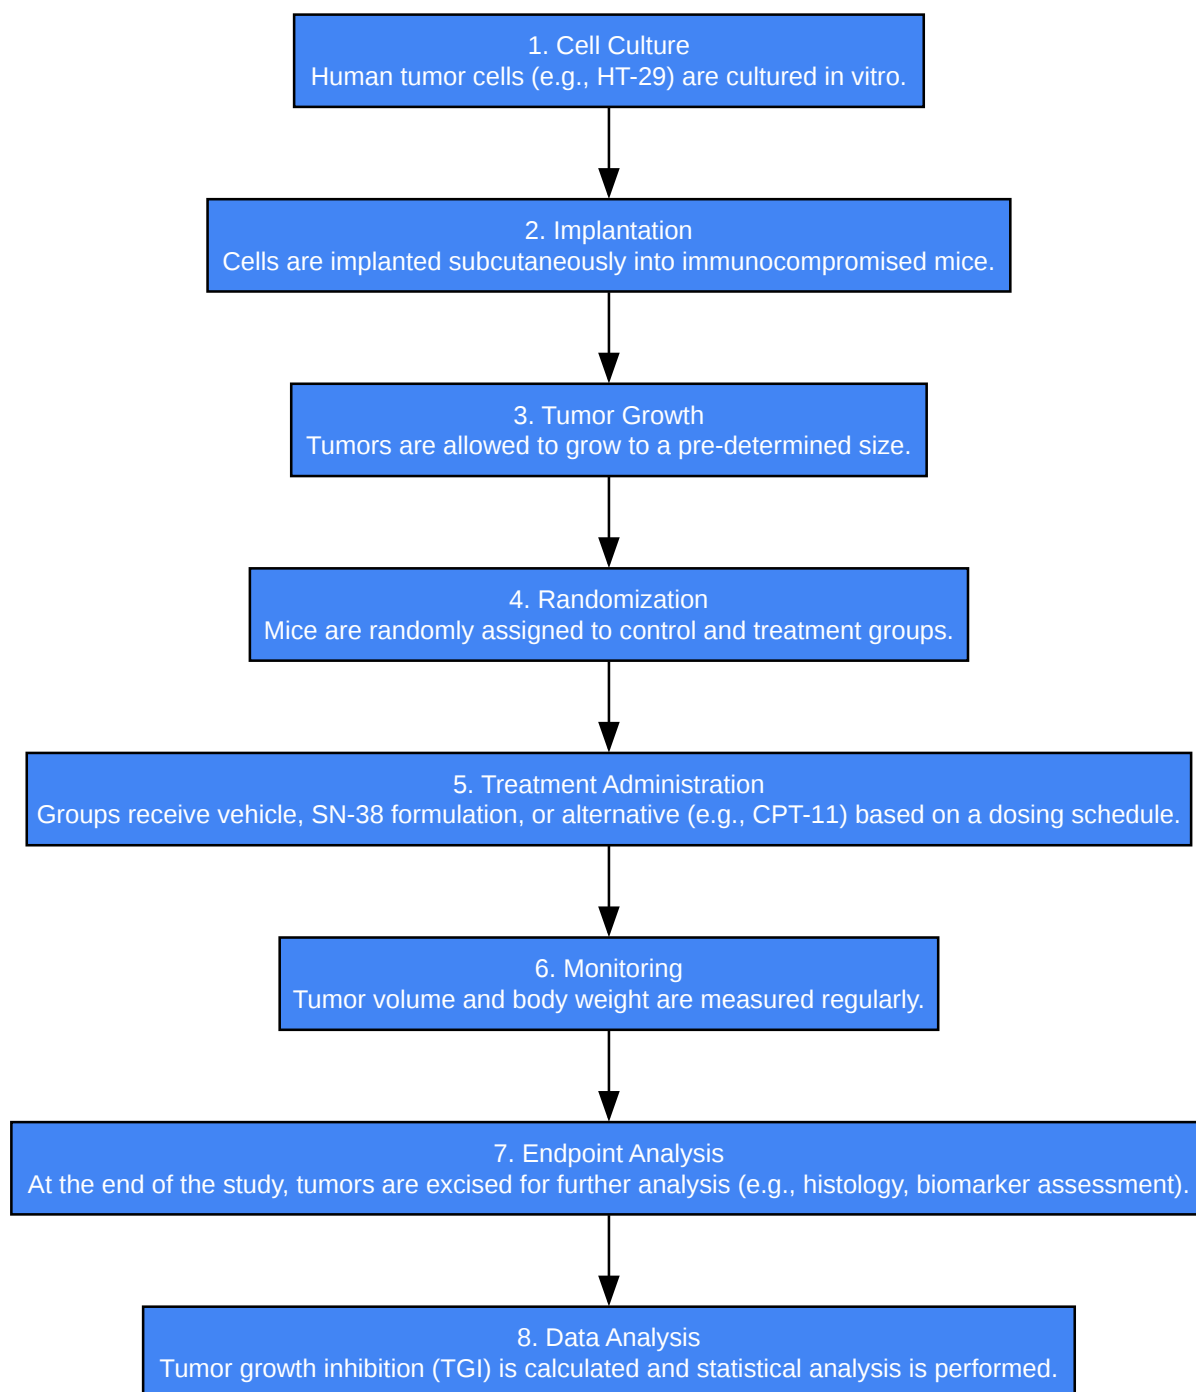 1. Cell Culture
Human tumor cells (e.g., HT-29) are cultured in vitro.
2. Implantation
Cells are implanted subcutaneously into immunocompromised mice.
3. Tumor Growth
Tumors are allowed to grow to a pre-determined size.
4. Randomization
Mice are randomly assigned to control and treatment groups.
5. Treatment Administration
Groups receive vehicle, SN-38 formulation, or alternative (e.g., CPT-11) based on a dosing schedule.
6. Monitoring
Tumor volume and body weight are measured regularly.
7. Endpoint Analysis
At the end of the study, tumors are excised for further analysis (e.g., histology, biomarker assessment).
8. Data Analysis
Tumor growth inhibition (TGI) is calculated and statistical analysis is performed.